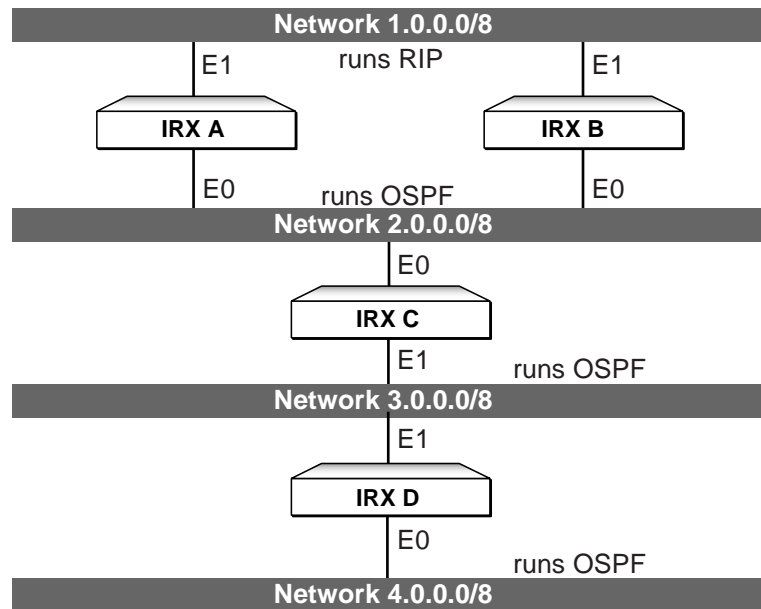 Network 1.0.0.0/8
runs RIP
E1
E1
IRX A
IRX B
E0
runs OSPF
E0
Network 2.0.0.0/8
E0
IRX C
E1
runs OSPF
Network 3.0.0.0/8
E1
IRX D
E0
runs OSPF
Network 4.0.0.0/8